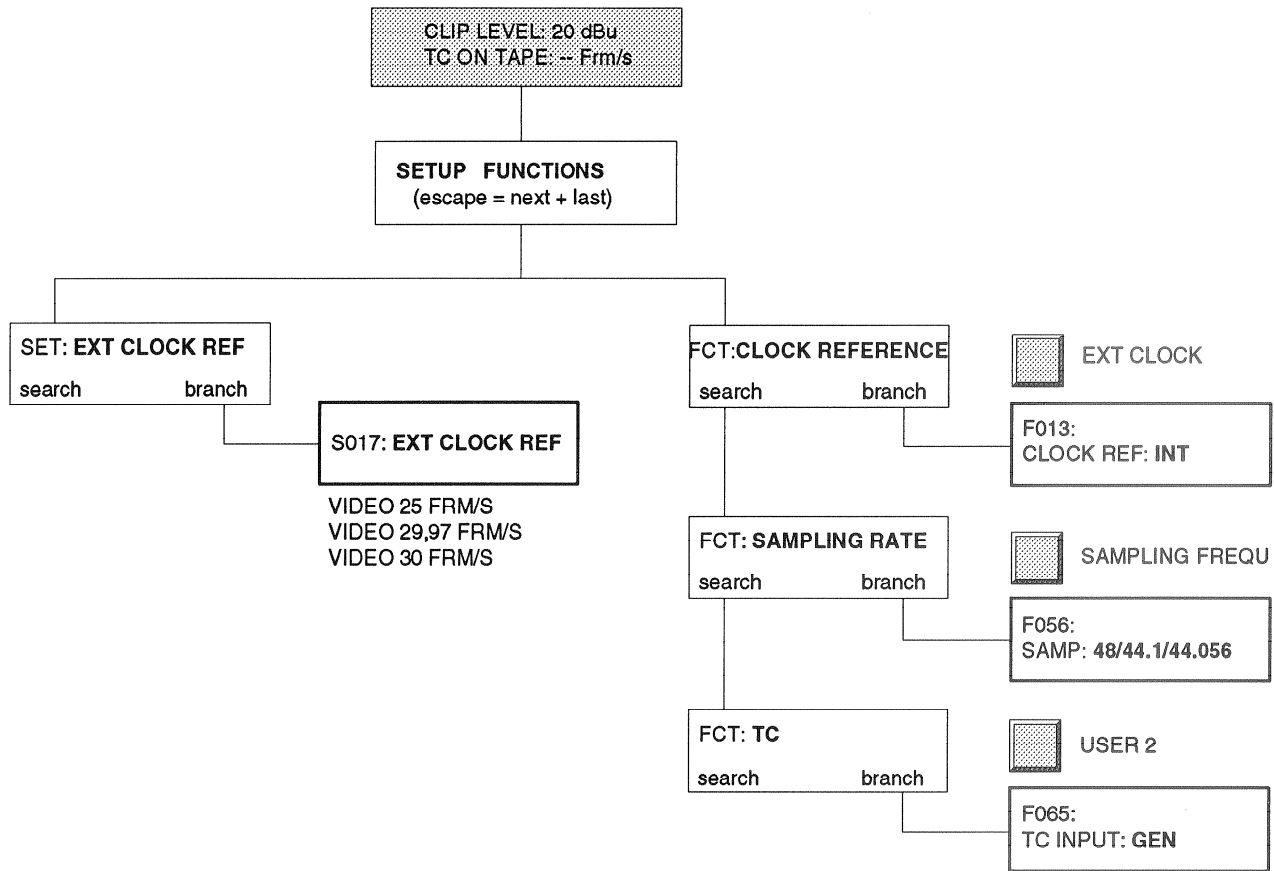 CLIP LEVEL: 20 dBu
TC ON TAPE: -- Frm/s
SETUP FUNCTIONS
(escape = next + last)
SET: EXT CLOCK REF
search branch
S017: EXT CLOCK REF
VIDEO 25 FRM/S
VIDEO 29,97 FRM/S
VIDEO 30 FRM/S
FCT:CLOCK REFERENCE
search branch
EXT CLOCK
F013:
CLOCK REF: INT
FCT: SAMPLING RATE
search branch
SAMPLING FREQU
F056:
SAMP: 48/44.1/44.056
FCT: TC
search branch
USER 2
F065:
TC INPUT: GEN